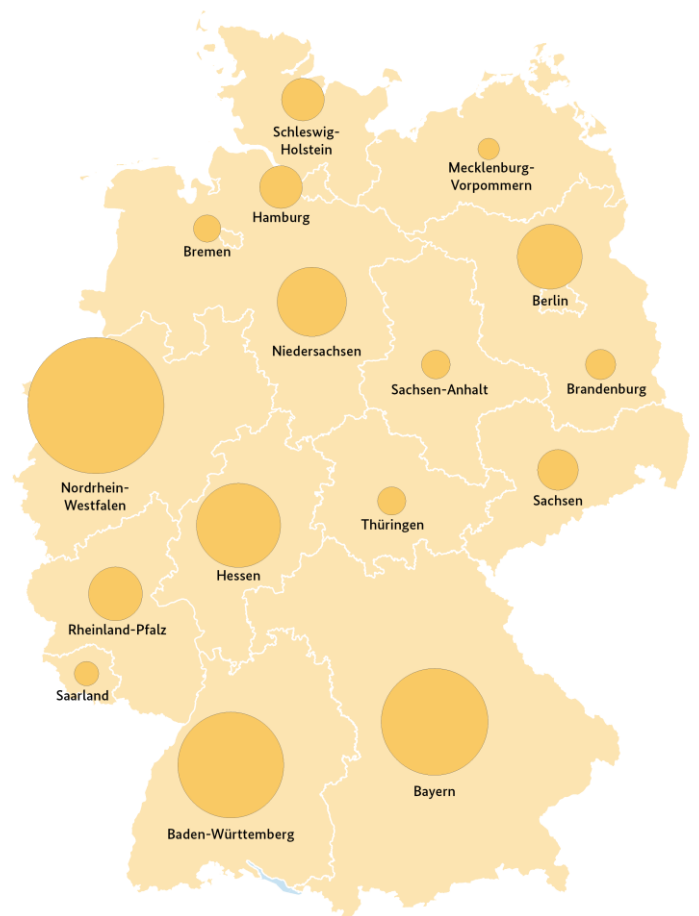 Schleswig-
Holstein
Mecklenburg-
Vorpommern
Hamburg
Bremen
Berlin
Niedersachsen
Sachsen-Anhalt
Brandenburg
Nordrhein-
Westfalen
Sachsen
Thüringen
Hessen
Rheinland-Pfalz
Saarland
Bayern
Baden-Württemberg